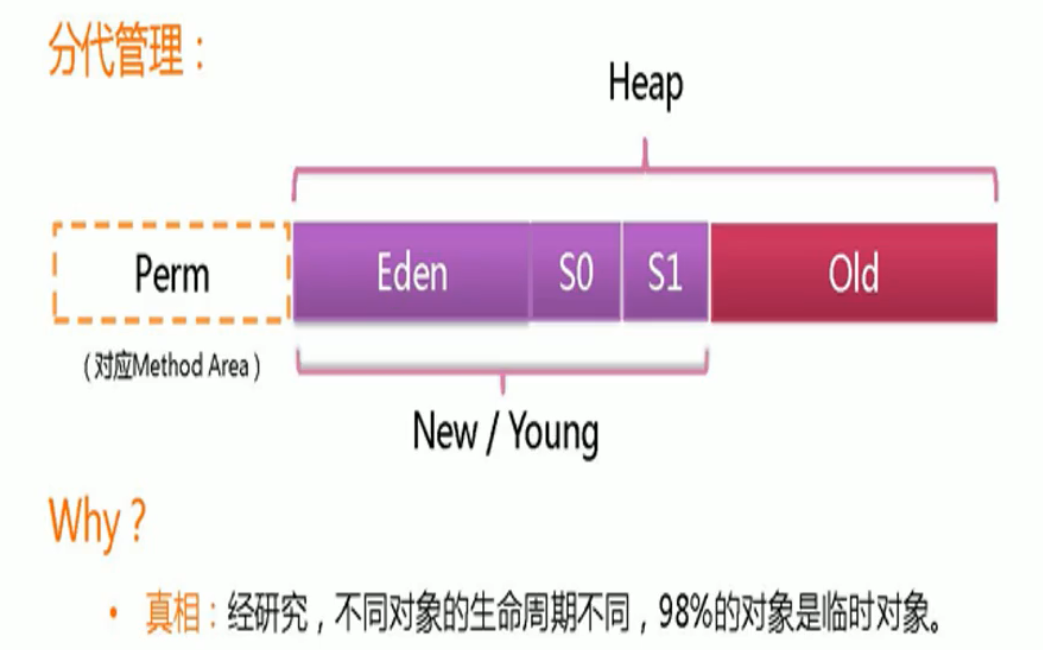 分代管理：
Heap
Perm
Eden
S0
S1
Old
（对应Method Area）
New / Young
Why？
• 真相：经研究，不同对象的生命周期不同，98%的对象是临时对象。